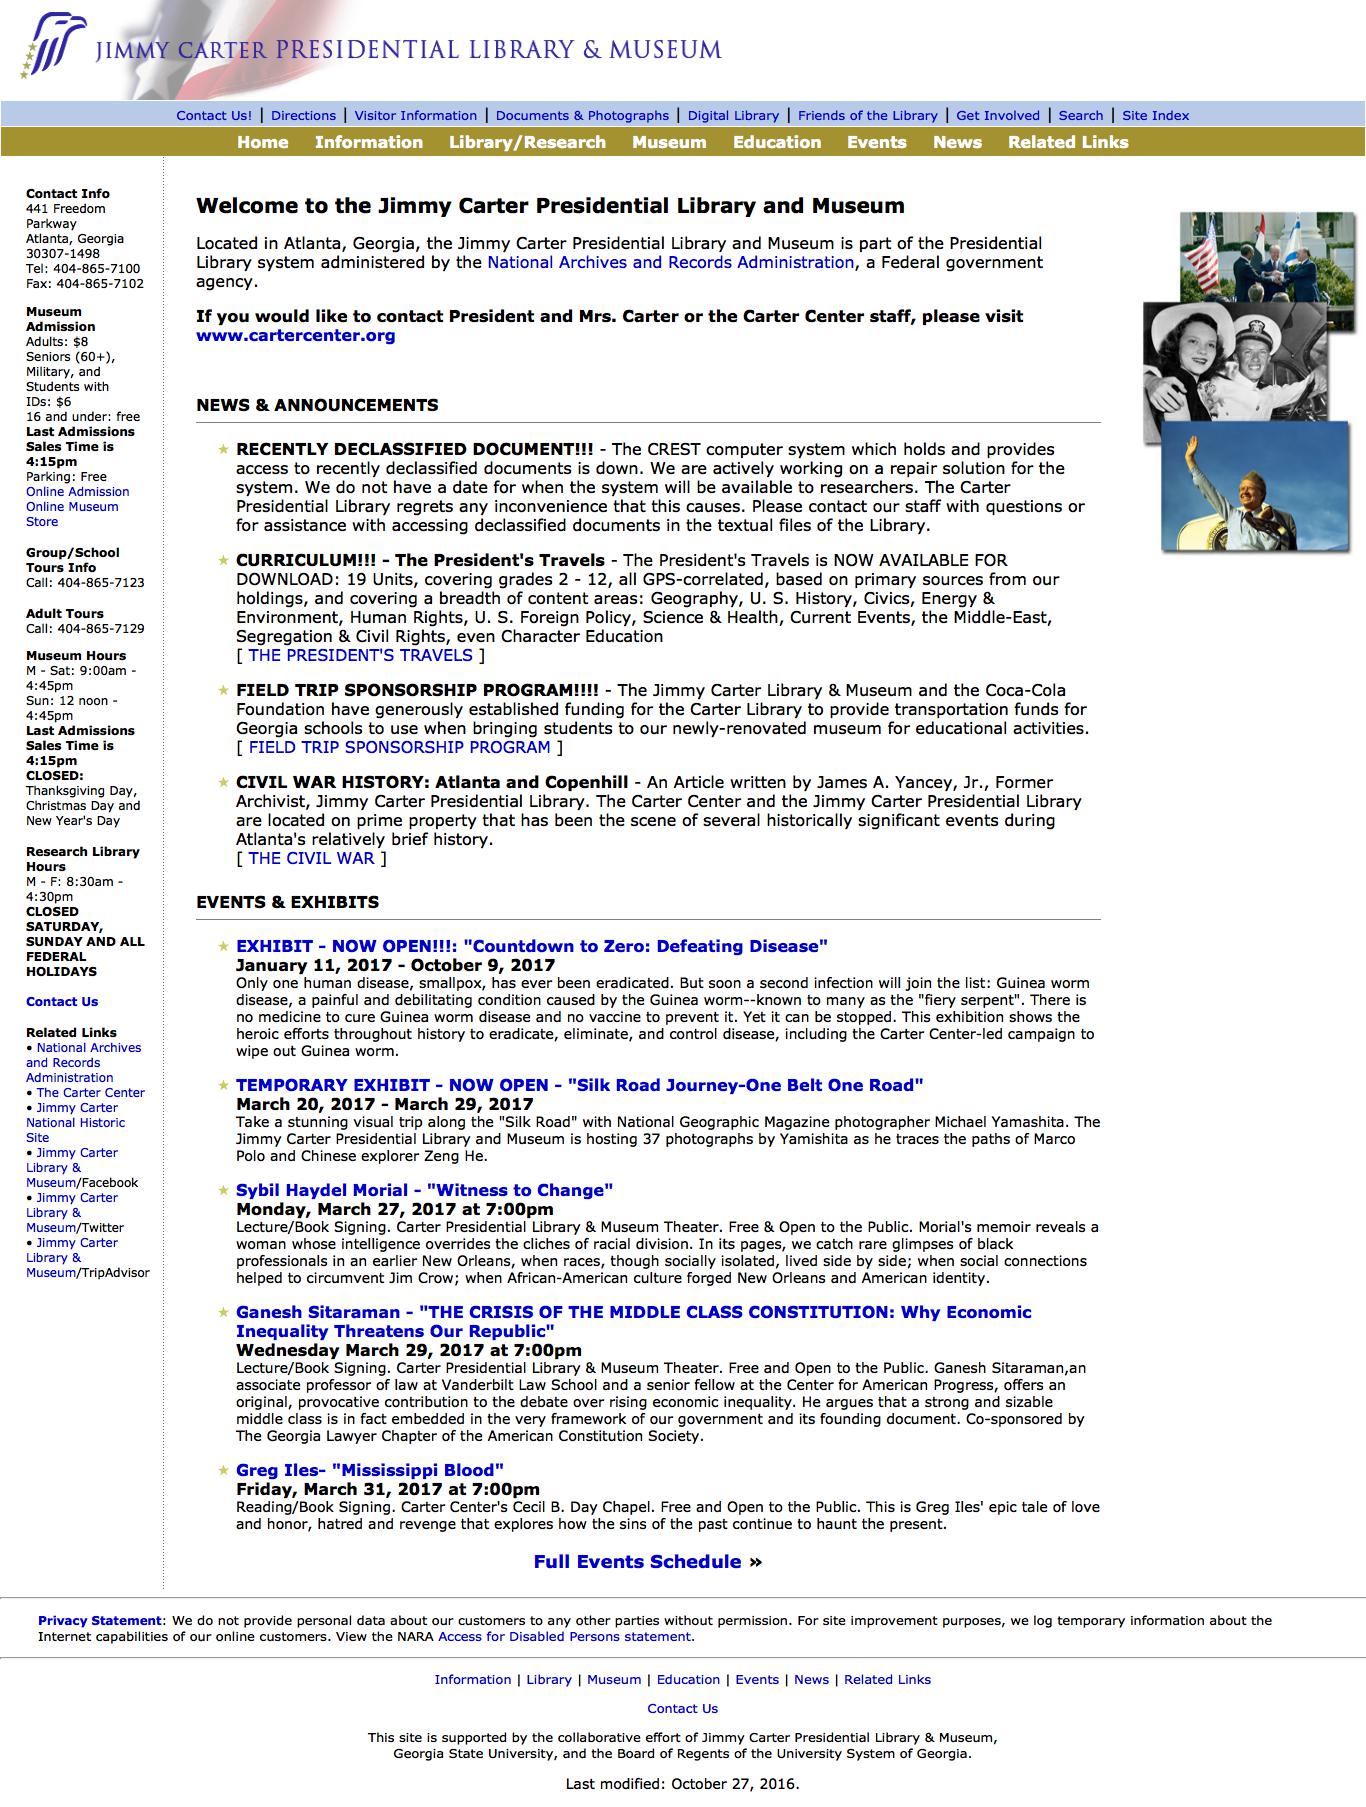 JIMMY CARTER PRESIDENTIAL LIBRARY & MUSEUM
Contact Us! | Directions | Visitor Information | Documents & Photographs | Digital Library | Friends of the Library | Get Involved | Search | Site Index
Home Information Library/Research Museum Education Events News Related Links
Contact Info
441 Freedom
Parkway
Atlanta, Georgia
30307-1498
Tel: 404-865-7100
Fax: 404-865-7102
Museum
Admission
Adults: $8
Seniors (60+),
Military, and
Students with
IDs: $6
16 and under: free
Last Admissions
Sales Time is
4:15pm
Parking: Free
Online Admission
Online Museum
Store
Group/School
Tours Info
Call: 404-865-7123
Adult Tours
Call: 404-865-7129
Museum Hours
M - Sat: 9:00am -
4:45pm
Sun: 12 noon -
4:45pm
Last Admissions
Sales Time is
4:15pm
CLOSED:
Thanksgiving Day,
Christmas Day and
New Year's Day
Research Library
Hours
M - F: 8:30am -
4:30pm
CLOSED
SATURDAY,
SUNDAY AND ALL
FEDERAL
HOLIDAYS
Contact Us
Related Links
• National Archives
and Records
Administration
• The Carter Center
• Jimmy Carter
National Historic
Site
• Jimmy Carter
Library &
Museum/Facebook
• Jimmy Carter
Library &
Museum/Twitter
• Jimmy Carter
Library &
Museum/TripAdvisor
Welcome to the Jimmy Carter Presidential Library and Museum
Located in Atlanta, Georgia, the Jimmy Carter Presidential Library and Museum is part of the Presidential
Library system administered by the National Archives and Records Administration, a Federal government
agency.
If you would like to contact President and Mrs. Carter or the Carter Center staff, please visit
www.cartercenter.org
NEWS & ANNOUNCEMENTS
RECENTLY DECLASSIFIED DOCUMENT!!! - The CREST computer system which holds and provides
access to recently declassified documents is down. We are actively working on a repair solution for the
system. We do not have a date for when the system will be available to researchers. The Carter
Presidential Library regrets any inconvenience that this causes. Please contact our staff with questions or
for assistance with accessing declassified documents in the textual files of the Library.
CURRICULUM!!! - The President's Travels - The President's Travels is NOW AVAILABLE FOR
DOWNLOAD: 19 Units, covering grades 2 - 12, all GPS-correlated, based on primary sources from our
holdings, and covering a breadth of content areas: Geography, U. S. History, Civics, Energy &
Environment, Human Rights, U. S. Foreign Policy, Science & Health, Current Events, the Middle-East,
Segregation & Civil Rights, even Character Education
[ THE PRESIDENT'S TRAVELS ]
FIELD TRIP SPONSORSHIP PROGRAM!!!! - The Jimmy Carter Library & Museum and the Coca-Cola
Foundation have generously established funding for the Carter Library to provide transportation funds for
Georgia schools to use when bringing students to our newly-renovated museum for educational activities.
[ FIELD TRIP SPONSORSHIP PROGRAM ]
CIVIL WAR HISTORY: Atlanta and Copenhill - An Article written by James A. Yancey, Jr., Former
Archivist, Jimmy Carter Presidential Library. The Carter Center and the Jimmy Carter Presidential Library
are located on prime property that has been the scene of several historically significant events during
Atlanta's relatively brief history.
[ THE CIVIL WAR ]
EVENTS & EXHIBITS
EXHIBIT - NOW OPEN!!!: "Countdown to Zero: Defeating Disease"
January 11, 2017 - October 9, 2017
Only one human disease, smallpox, has ever been eradicated. But soon a second infection will join the list: Guinea worm
disease, a painful and debilitating condition caused by the Guinea worm--known to many as the "fiery serpent". There is
no medicine to cure Guinea worm disease and no vaccine to prevent it. Yet it can be stopped. This exhibition shows the
heroic efforts throughout history to eradicate, eliminate, and control disease, including the Carter Center-led campaign to
wipe out Guinea worm.
TEMPORARY EXHIBIT - NOW OPEN - "Silk Road Journey-One Belt One Road"
March 20, 2017 - March 29, 2017
Take a stunning visual trip along the "Silk Road" with National Geographic Magazine photographer Michael Yamashita. The
Jimmy Carter Presidential Library and Museum is hosting 37 photographs by Yamishita as he traces the paths of Marco
Polo and Chinese explorer Zeng He.
Sybil Haydel Morial - "Witness to Change"
Monday, March 27, 2017 at 7:00pm
Lecture/Book Signing. Carter Presidential Library & Museum Theater. Free & Open to the Public. Morial's memoir reveals a
woman whose intelligence overrides the cliches of racial division. In its pages, we catch rare glimpses of black
professionals in an earlier New Orleans, when races, though socially isolated, lived side by side; when social connections
helped to circumvent Jim Crow; when African-American culture forged New Orleans and American identity.
Ganesh Sitaraman - "THE CRISIS OF THE MIDDLE CLASS CONSTITUTION: Why Economic
Inequality Threatens Our Republic"
Wednesday March 29, 2017 at 7:00pm
Lecture/Book Signing. Carter Presidential Library & Museum Theater. Free and Open to the Public. Ganesh Sitaraman,an
associate professor of law at Vanderbilt Law School and a senior fellow at the Center for American Progress, offers an
original, provocative contribution to the debate over rising economic inequality. He argues that a strong and sizable
middle class is in fact embedded in the very framework of our government and its founding document. Co-sponsored by
The Georgia Lawyer Chapter of the American Constitution Society.
Greg Iles- "Mississippi Blood"
Friday, March 31, 2017 at 7:00pm
Reading/Book Signing. Carter Center's Cecil B. Day Chapel. Free and Open to the Public. This is Greg Iles' epic tale of love
and honor, hatred and revenge that explores how the sins of the past continue to haunt the present.
Full Events Schedule »
Privacy Statement: We do not provide personal data about our customers to any other parties without permission. For site improvement purposes, we log temporary information about the
Internet capabilities of our online customers. View the NARA Access for Disabled Persons statement.
Information | Library | Museum | Education | Events | News | Related Links
Contact Us
This site is supported by the collaborative effort of Jimmy Carter Presidential Library & Museum,
Georgia State University, and the Board of Regents of the University System of Georgia.
Last modified: October 27, 2016.